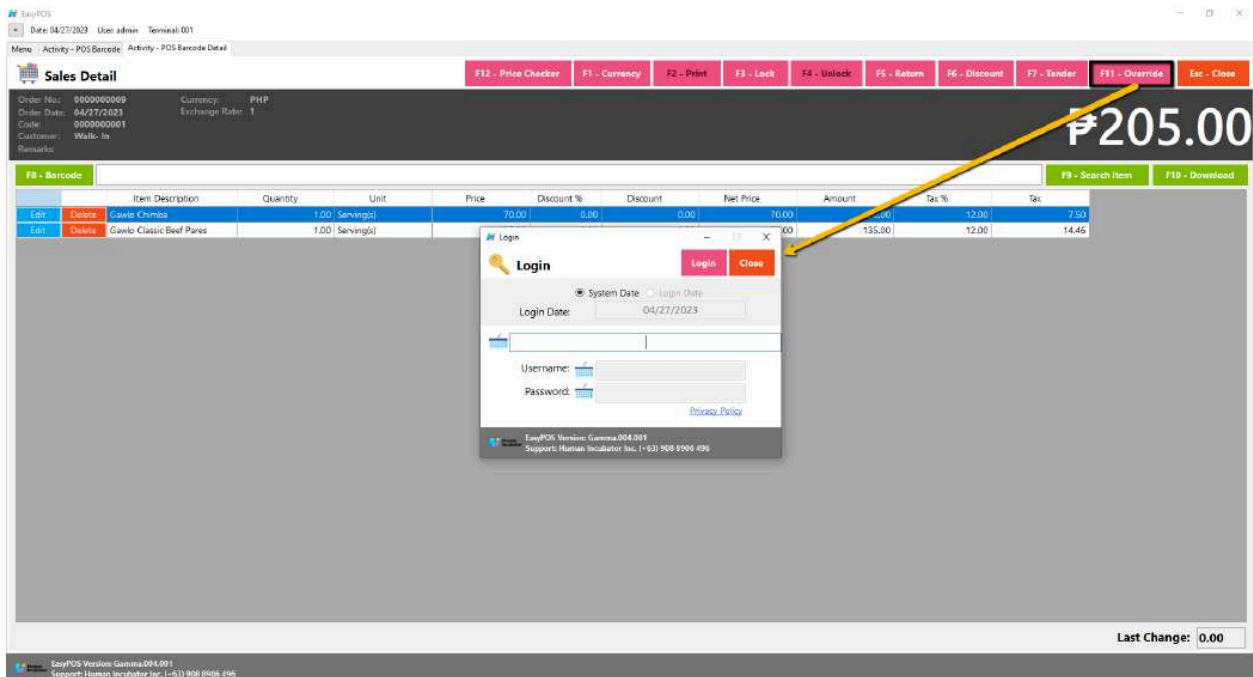 EasyPOS
Date: 04/27/2023 User: admin Terminal: 001
Menu Activity - POS Barcode Activity - POS Barcode Detail
Sales Detail F12 - Price Checker F1 - Currency F2 - Print F3 - Lock F4 - Unlock F5 - Return F6 - Discount F7 - Tender F11 - Override Esc - Close
Order No.: 0000000009 Currency: PHP
Order Date: 04/27/2023 Exchange Rate: 1
Code: 0000000001
Customer: Walk- In
Remarks:
₱205.00
F8 - Barcode F9 - Search Item F10 - Download
Item Description Quantity Unit Price Discount % Discount Net Price Amount Tax % Tax
Edit Delete Gawlo Chimba 1.00 Serving(s) 70.00 0.00 0.00 70.00 12.00 7.50
Edit Delete Gawlo Classic Beef Pares 1.00 Serving(s) 135.00 12.00 14.46
Login
Login Login Close
System Date Login Date
Login Date: 04/27/2023
Username:
Password:
Privacy Policy
EasyPOS Version: Gamma.004.001
Support: Human Incubator Inc. (+63) 908 8906 496
Last Change: 0.00
EasyPOS Version: Gamma.004.001
Support: Human Incubator Inc. (+63) 908 8906 496